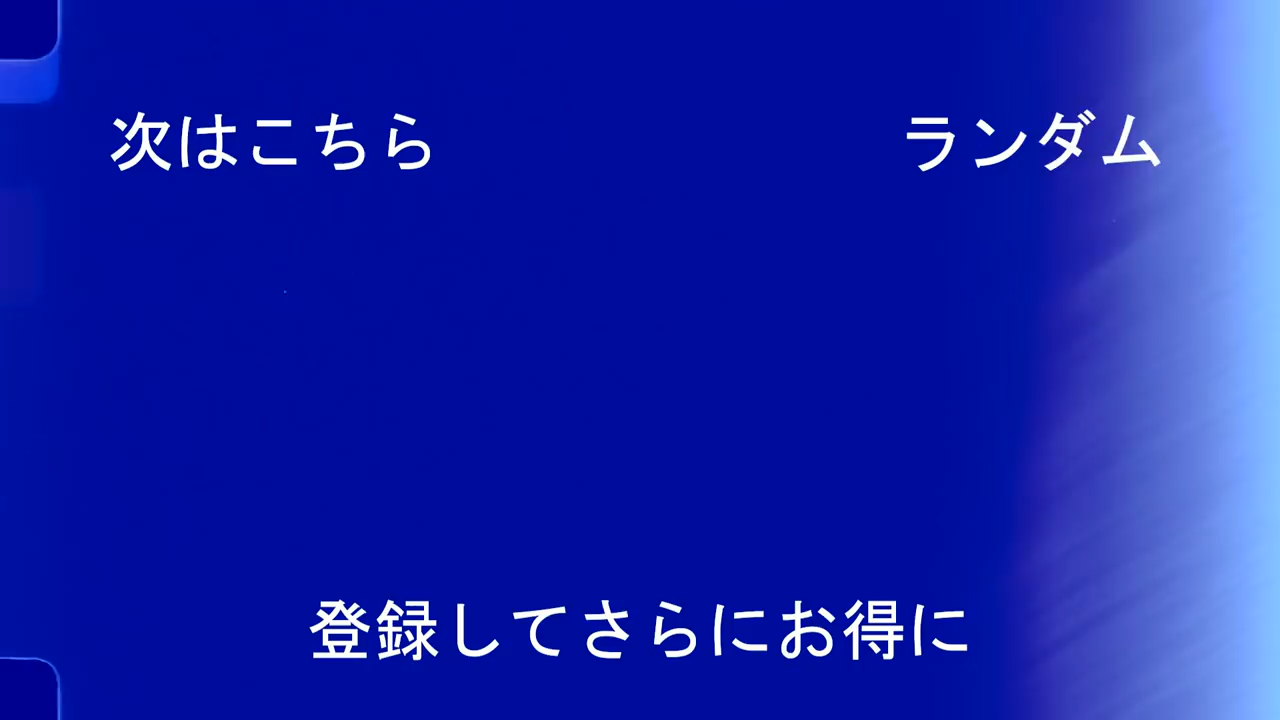 次はこちら
ランダム
登録してさらにお得に